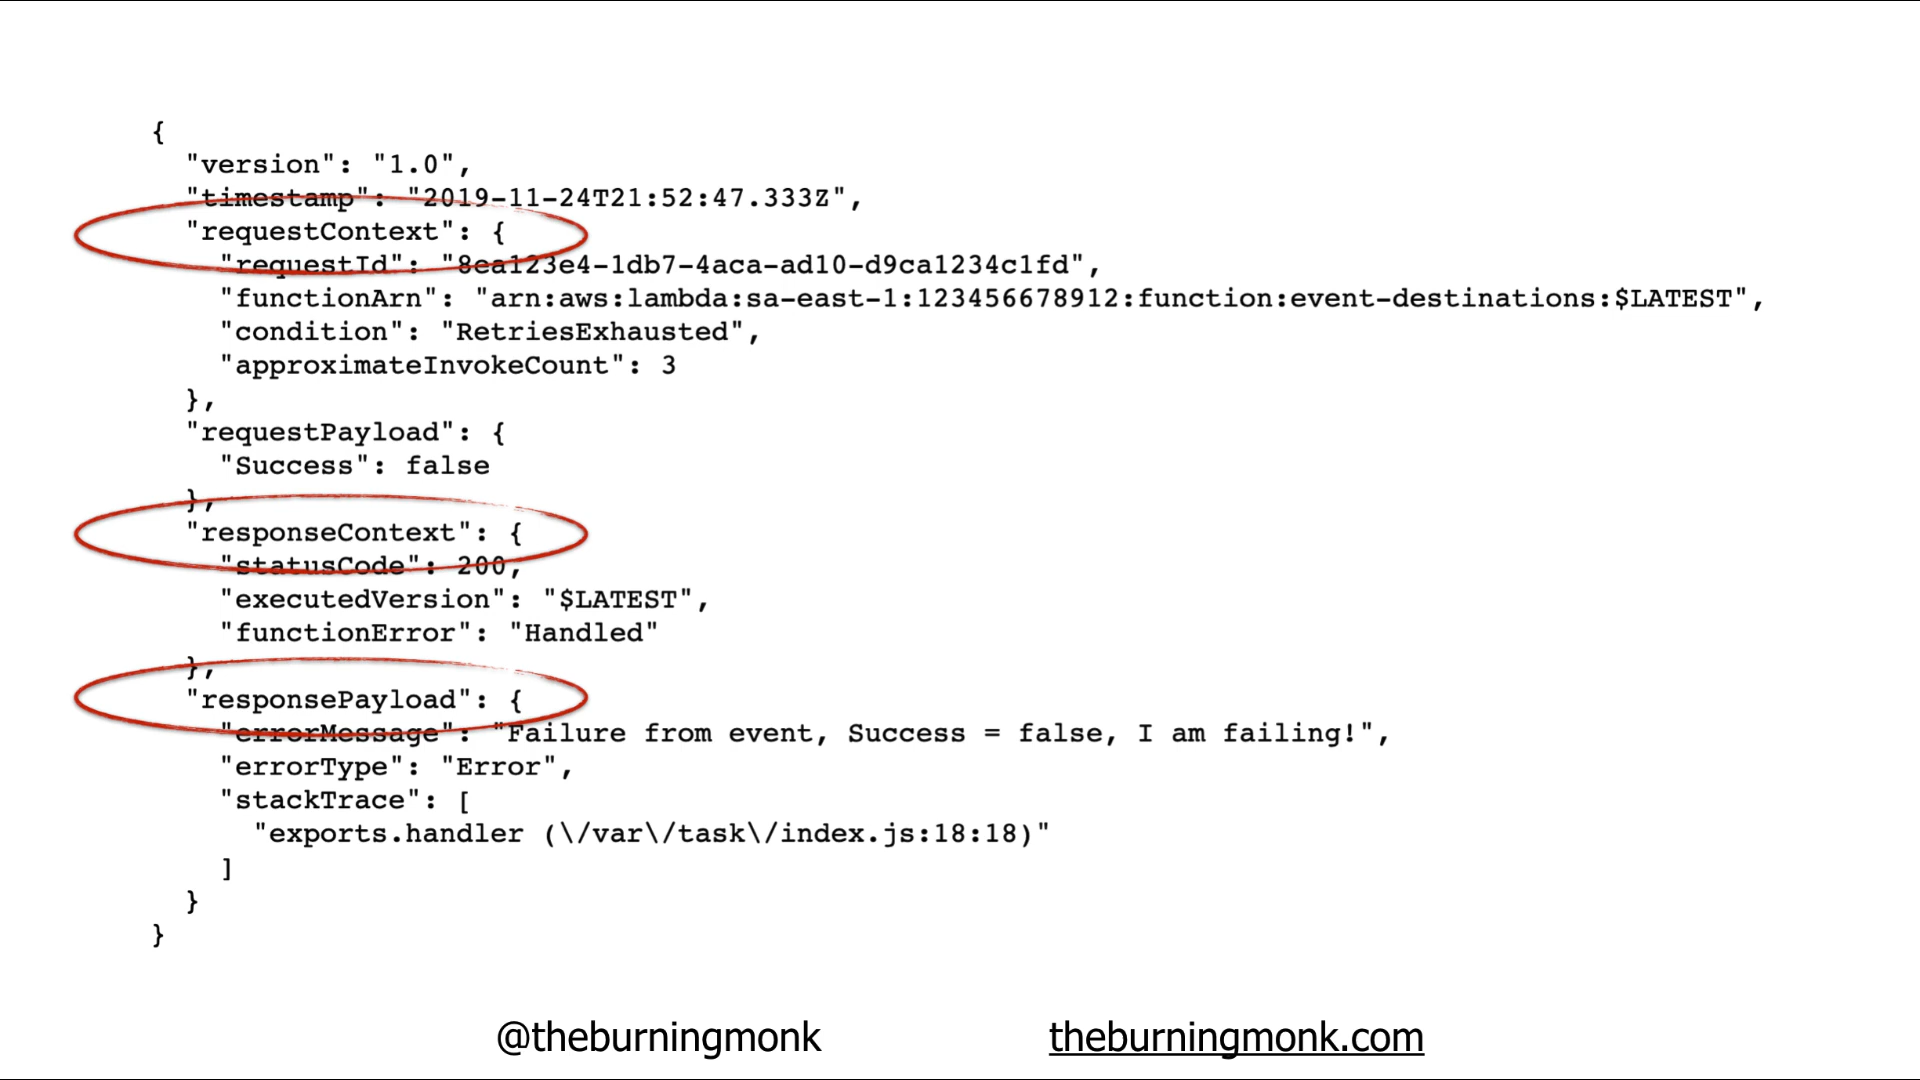 {
  "version": "1.0",
  "timestamp": "2019-11-24T21:52:47.333Z",
  "requestContext": {
    "requestId": "8ea123e4-1db7-4aca-ad10-d9ca1234c1fd",
    "functionArn": "arn:aws:lambda:sa-east-1:123456678912:function:event-destinations:$LATEST",
    "condition": "RetriesExhausted",
    "approximateInvokeCount": 3
  },
  "requestPayload": {
    "Success": false
  },
  "responseContext": {
    "statusCode": 200,
    "executedVersion": "$LATEST",
    "functionError": "Handled"
  },
  "responsePayload": {
    "errorMessage": "Failure from event, Success = false, I am failing!",
    "errorType": "Error",
    "stackTrace": [
      "exports.handler (\/var\/task\/index.js:18:18)"
    ]
  }
}
@theburningmonk
theburningmonk.com